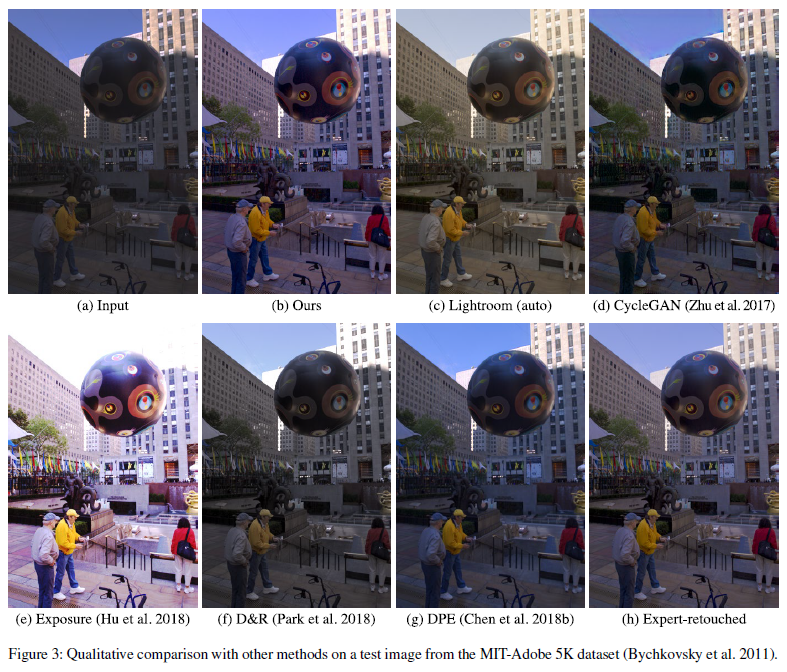 (a) Input
(b) Ours
(c) Lightroom (auto)
(d) CycleGAN (Zhu et al. 2017)
(e) Exposure (Hu et al. 2018)
(f) D&R (Park et al. 2018)
(g) DPE (Chen et al. 2018b)
(h) Expert-retouched
Figure 3: Qualitative comparison with other methods on a test image from the MIT-Adobe 5K dataset (Bychkovsky et al. 2011).